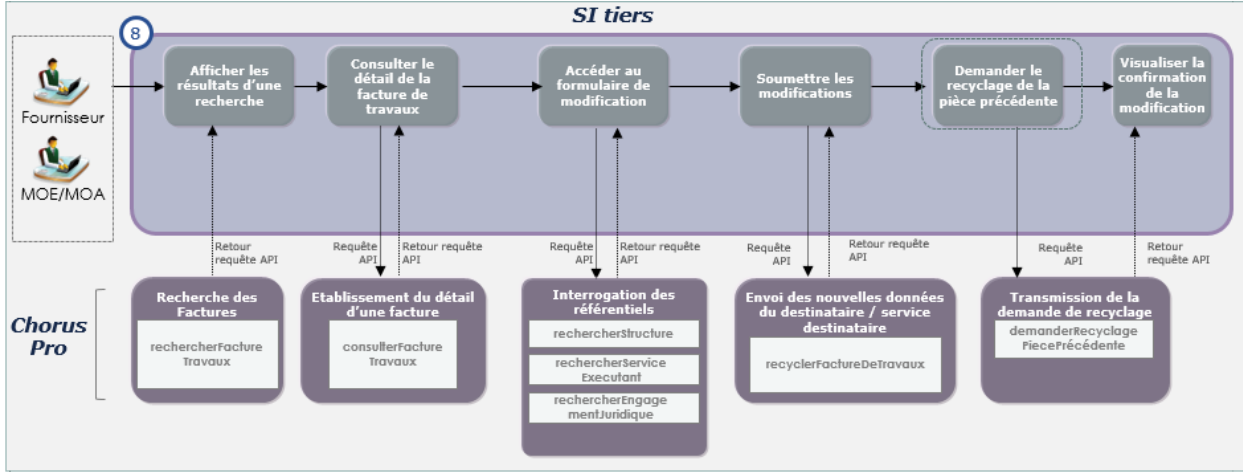 SI tiers
8
Fournisseur
MOE/MOA
Afficher les
résultats d'une
recherche
Consulter le
détail de la
facture de
travaux
Accéder au
formulaire de
modification
Soumettre les
modifications
Demander le
recyclage de la
pièce précédente
Visualiser la
confirmation
de la
modification
Retour
requête API
Requête
API
Retour requête
API
Requête
API
Retour requête
API
Requête
API
Retour requête
API
Requête
API
Retour
requête API
Chorus
Pro
Recherche des
Factures
rechercherFacture
Travaux
Etablissement du détail
d'une facture
consulterFacture
Travaux
Interrogation des
référentiels
rechercherStructure
rechercherService
Executant
rechercherEngage
mentJuridique
Envoi des nouvelles données
du destinataire / service
destinataire
recyclerFactureDeTravaux
Transmission de la
demande de recyclage
demanderRecyclage
PiecePrécédente